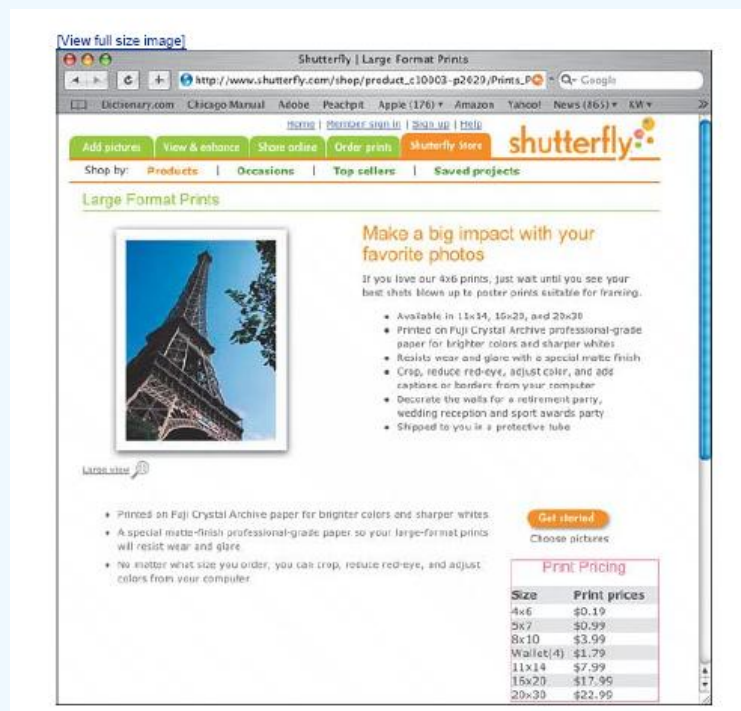 [View full size image]
Shutterfly | Large Format Prints
http://www.shutterfly.com/shop/product_c10003-p2029/Prints_P
Google
Dictionary.com Chicago Manual Adobe Peachpit Apple (176) Amazon Yahoo! News (865)
Home | Member sign in | Sign up | Help
Add pictures View & enhance Share online Order prints Shutterfly Store shutterfly
Shop by: Products | Occasions | Top sellers | Saved projects
Large Format Prints
Make a big impact with your
favorite photos
If you love our 4x6 prints, just wait until you see your
best shots blown up to poster prints suitable for framing.
Available in 11x14, 16x20, and 20x30
Printed on Fuji Crystal Archive professional-grade
paper for brighter colors and sharper whites
Resists wear and glare with a special matte finish
Crop, reduce red-eye, adjust color, and add
captions or borders from your computer
Decorate the walls for a retirement party,
wedding reception and sport awards party
Shipped to you in a protective tube
Large view
Printed on Fuji Crystal Archive paper for brighter colors and sharper whites
A special matte-finish professional-grade paper so your large-format prints
will resist wear and glare
No matter what size you order, you can crop, reduce red-eye, and adjust
colors from your computer
Get started
Choose pictures
Print Pricing
Size Print prices
4x6 $0.19
5x7 $0.99
8x10 $3.99
Wallet(4) $1.79
11x14 $7.99
16x20 $17.99
20x30 $22.99